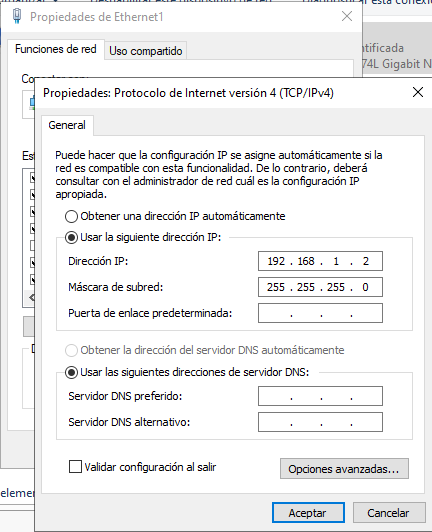 Propiedades de Ethernet1
Funciones de red
Uso compartido
ntificada
74L Gigabit N
Propiedades: Protocolo de Internet versión 4 (TCP/IPv4)
General
Puede hacer que la configuración IP se asigne automáticamente si la
red es compatible con esta funcionalidad. De lo contrario, deberá
consultar con el administrador de red cuál es la configuración IP
apropiada.
Obtener una dirección IP automáticamente
Usar la siguiente dirección IP:
Dirección IP: 192 . 168 . 1 . 2
Máscara de subred: 255 . 255 . 255 . 0
Puerta de enlace predeterminada: . . .
Obtener la dirección del servidor DNS automáticamente
Usar las siguientes direcciones de servidor DNS:
Servidor DNS preferido: . . .
Servidor DNS alternativo: . . .
Validar configuración al salir
Opciones avanzadas...
elemen
Aceptar
Cancelar